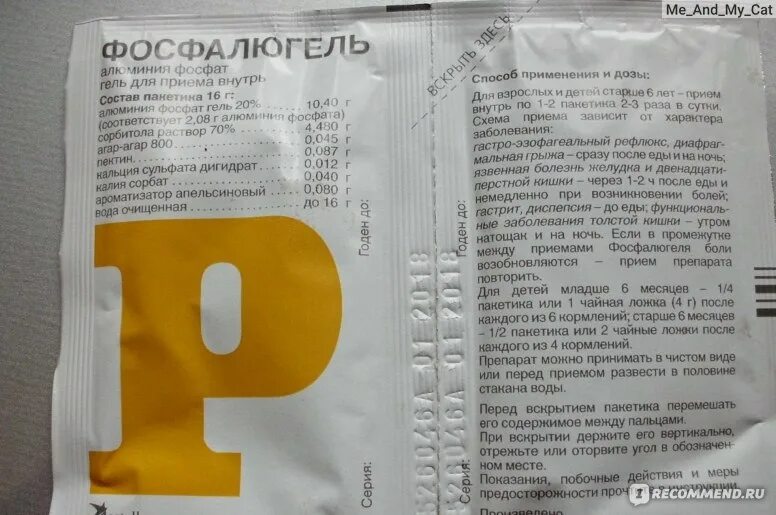 Me_And_My_Cat
ФОСФАЛЮГЕЛЬ
алюминия фосфат
гель для приема внутрь
Состав пакетика 16 г:
алюминия фосфат гель 20% 10,40 г
(соответствует 2,08 г алюминия фосфата)
сорбитола раствор 70% 4,480 г
агар-агар 800 0,045 г
пектин 0,087 г
кальция сульфата дигидрат 0,012 г
калия сорбат 0,040 г
ароматизатор апельсиновый 0,080 г
вода очищенная до 16 г
P
Годен до:
Серия:
ВСКРЫТЬ ЗДЕСЬ
326046A 01 2018
326046A 01 2018
Годен до:
Серия:
Способ применения и дозы:
Для взрослых и детей старше 6 лет – прием
внутрь по 1-2 пакетика 2-3 раза в сутки.
Схема приема зависит от характера
заболевания:
гастро-эзофагеальный рефлюкс, диафраг-
мальная грыжа – сразу после еды и на ночь;
язвенная болезнь желудка и двенадцати-
перстной кишки – через 1-2 ч после еды и
немедленно при возникновении болей;
гастрит, диспепсия – до еды; функциональ-
ные заболевания толстой кишки – утром
натощак и на ночь. Если в промежутке
между приемами Фосфалюгеля боли
возобновляются – прием препарата
повторить.
Для детей младше 6 месяцев – 1/4
пакетика или 1 чайная ложка (4 г) после
каждого из 6 кормлений; старше 6 месяцев
- 1/2 пакетика или 2 чайные ложки после
каждого из 4 кормлений.
Препарат можно принимать в чистом виде
или перед приемом развести в половине
стакана воды.
Перед вскрытием пакетика перемешать
его содержимое между пальцами.
При вскрытии держите его вертикально,
отрежьте или оторвите угол в обозначен-
ном месте.
Показания, побочные действия и меры
предосторожности в инструкции
Произведено
RECOMMEND.RU